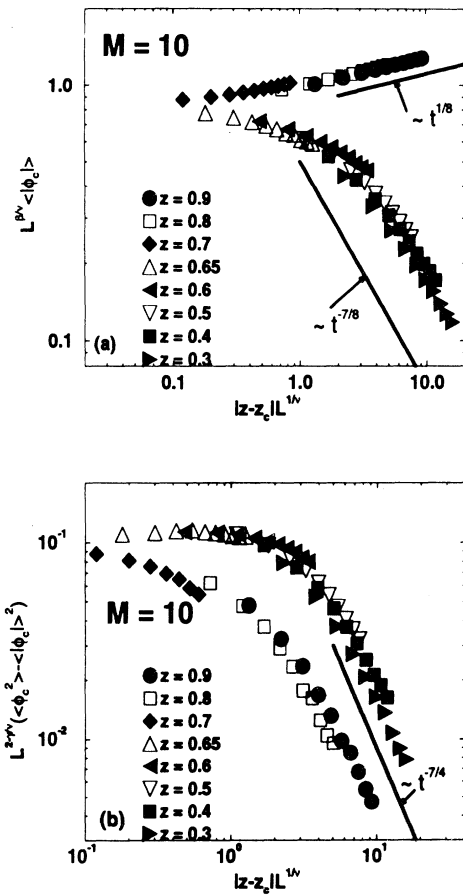 M = 10
1.0
L^{β/ν}<|ϕ_c|>
~ t^{1/8}
z = 0.9
z = 0.8
z = 0.7
z = 0.65
z = 0.6
z = 0.5
z = 0.4
z = 0.3
~ t^{-7/8}
0.1
(a)
0.1 1.0 10.0
|z-z_c|L^{1/ν}
10^{-1}
L^{2-γ/ν}(<ϕ_c^2>-<|ϕ_c|>^2)
M = 10
z = 0.9
z = 0.8
z = 0.7
z = 0.65
z = 0.6
z = 0.5
z = 0.4
z = 0.3
10^{-2}
~ t^{-7/4}
(b)
10^{-1} 10^0 10^1
|z-z_c|L^{1/ν}